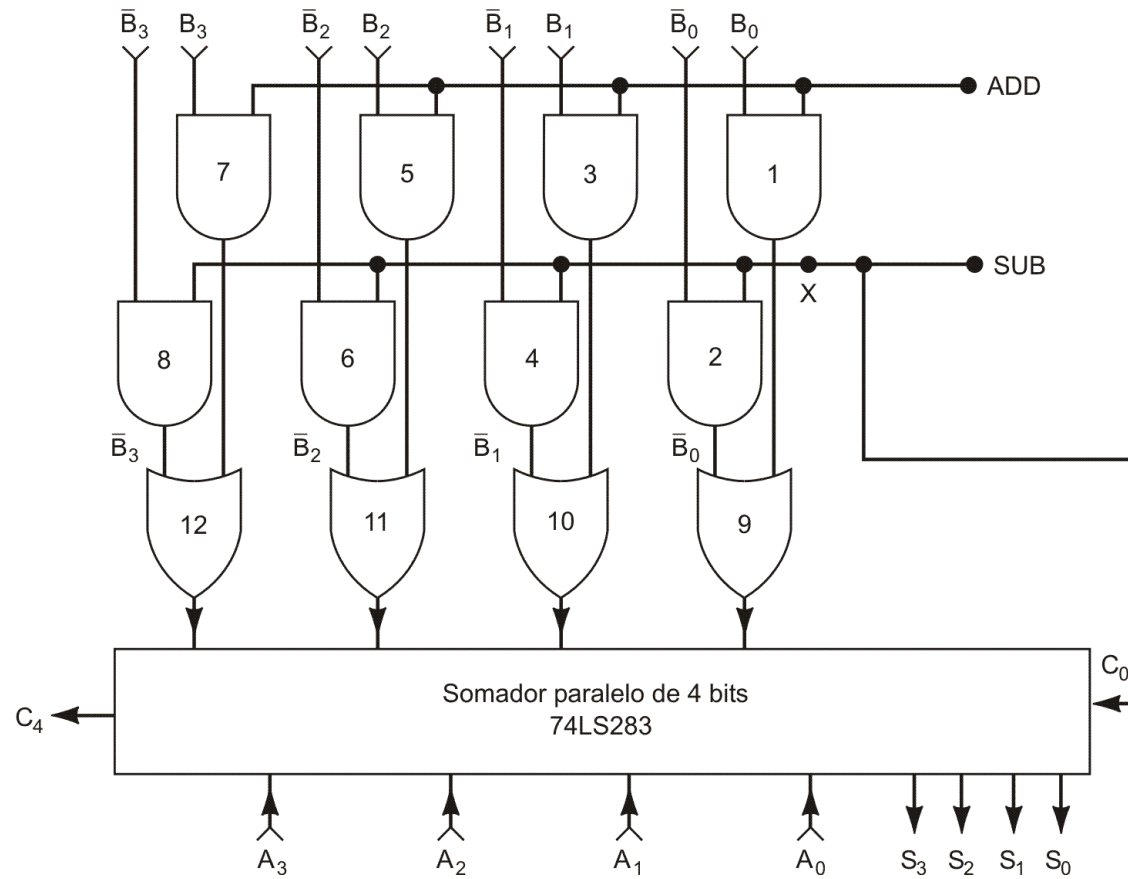 B̅3 B3 B̅2 B2 B̅1 B1 B̅0 B0
ADD
7 5 3 1
SUB
X
8 6 4 2
B̅3 B̅2 B̅1 B̅0
12 11 10 9
Somador paralelo de 4 bits
74LS283
C0
C4
A3 A2 A1 A0 S3 S2 S1 S0